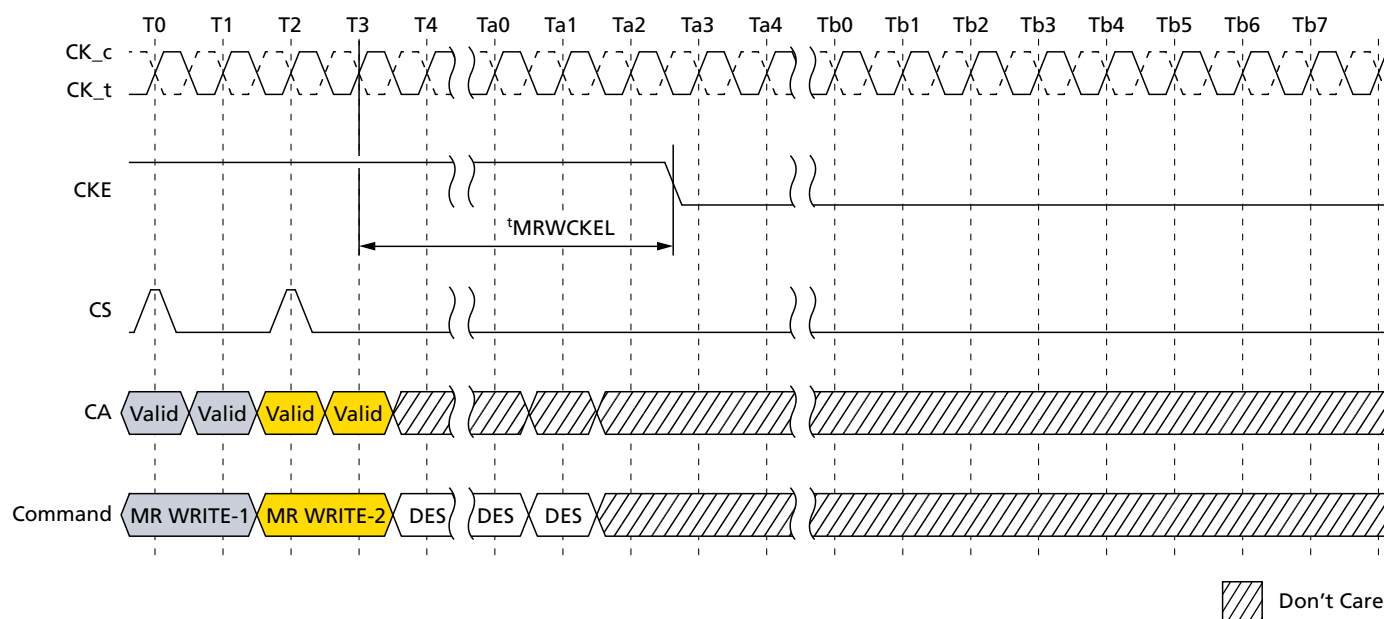 T0 T1 T2 T3 T4 Ta0 Ta1 Ta2 Ta3 Ta4 Tb0 Tb1 Tb2 Tb3 Tb4 Tb5 Tb6 Tb7
CK_c
CK_t
CKE
tMRWCKEL
CS
CA Valid Valid Valid Valid
Command MR WRITE-1 MR WRITE-2 DES DES DES
Don't Care